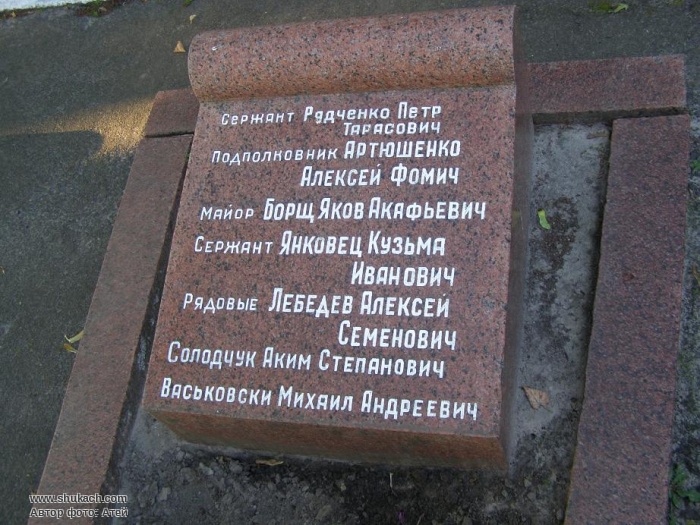 Сержант Рудченко Петр
Тарасович
Подполковник Артюшенко
Алексей Фомич
Майор Борщ Яков Акафьевич
Сержант Янковец Кузьма
Иванович
Рядовые Лебедев Алексей
Семенович
Солодчук Аким Степанович
Васьковски Михаил Андреевич
www.shukach.com
Автор фото: Атей